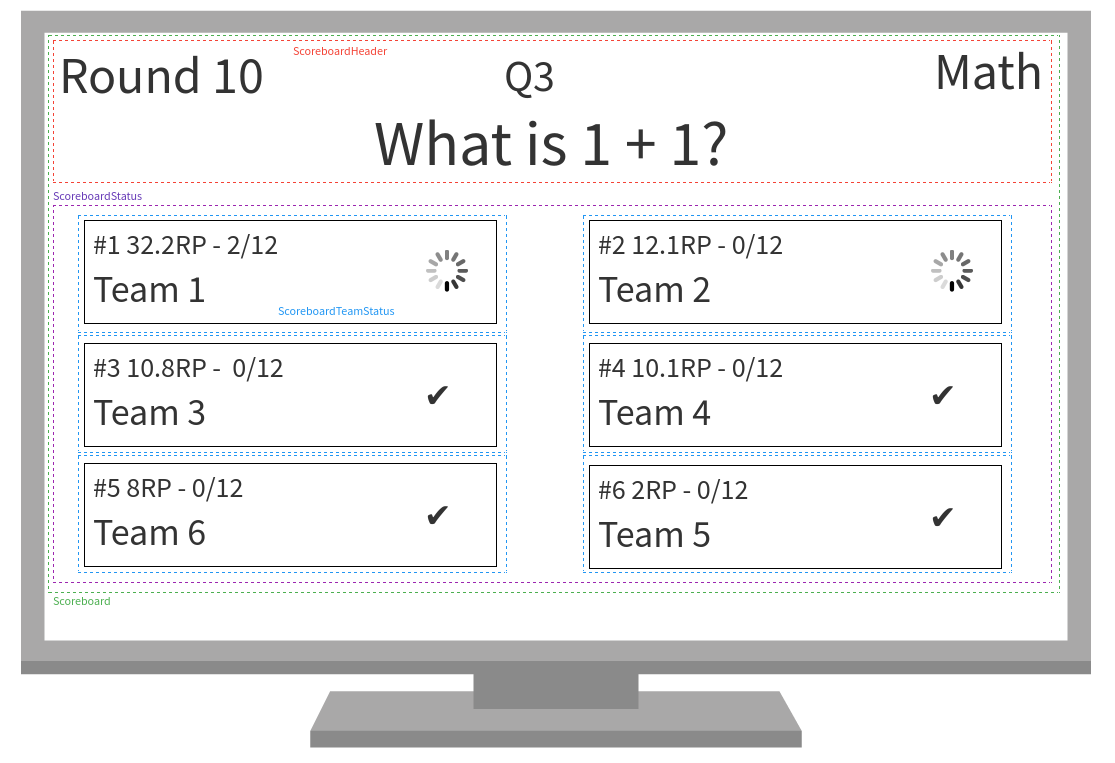 ScoreboardHeader
Round 10
Q3
Math
What is 1 + 1?
ScoreboardStatus
#1 32.2RP - 2/12
Team 1
ScoreboardTeamStatus
#2 12.1RP - 0/12
Team 2
#3 10.8RP -  0/12
Team 3
✔
#4 10.1RP - 0/12
Team 4
✔
#5 8RP - 0/12
Team 6
✔
#6 2RP - 0/12
Team 5
✔
Scoreboard